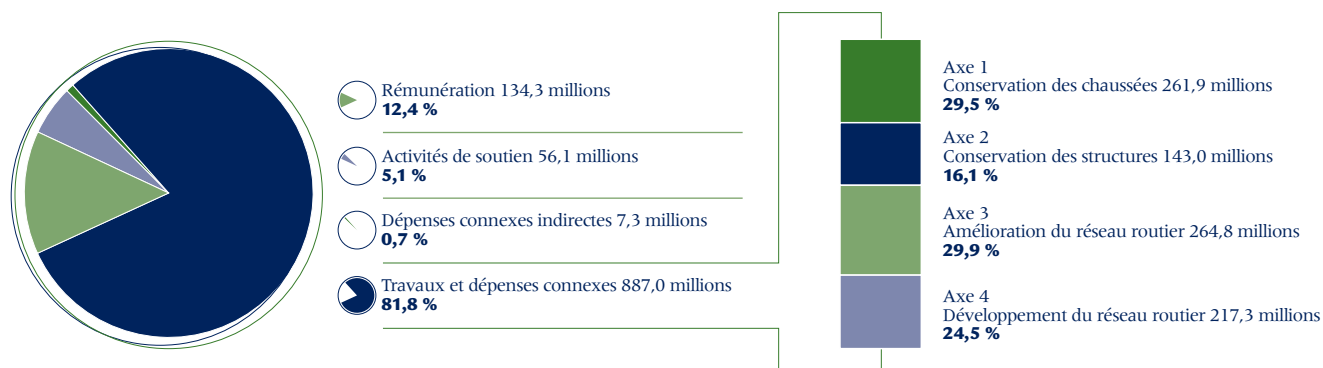 Rémunération 134,3 millions
12,4 %
Activités de soutien 56,1 millions
5,1 %
Dépenses connexes indirectes 7,3 millions
0,7 %
Travaux et dépenses connexes 887,0 millions
81,8 %
Axe 1
Conservation des chaussées 261,9 millions
29,5 %
Axe 2
Conservation des structures 143,0 millions
16,1 %
Axe 3
Amélioration du réseau routier 264,8 millions
29,9 %
Axe 4
Développement du réseau routier 217,3 millions
24,5 %